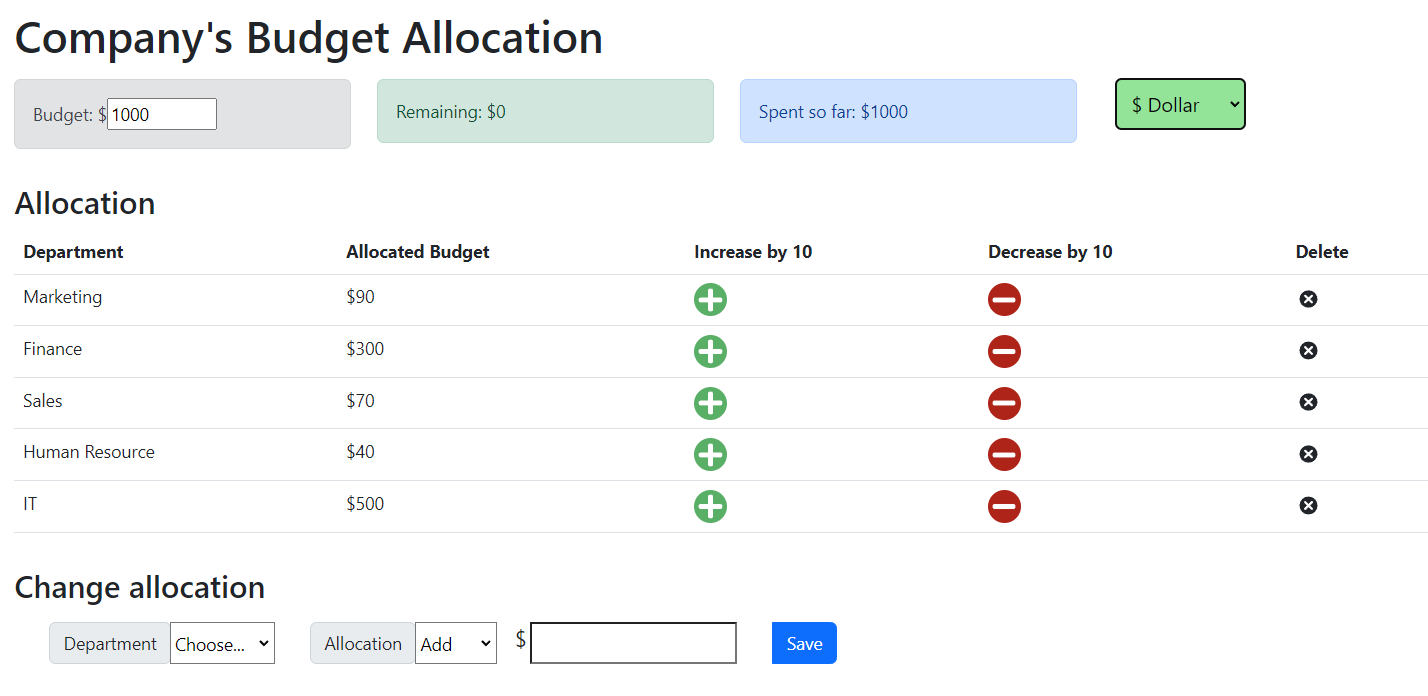 Company's Budget Allocation
Budget: $1000 Remaining: $0 Spent so far: $1000 $ Dollar
Allocation
Department Allocated Budget Increase by 10 Decrease by 10 Delete
Marketing $90
Finance $300
Sales $70
Human Resource $40
IT $500
Change allocation
Department Choose... Allocation Add $ Save